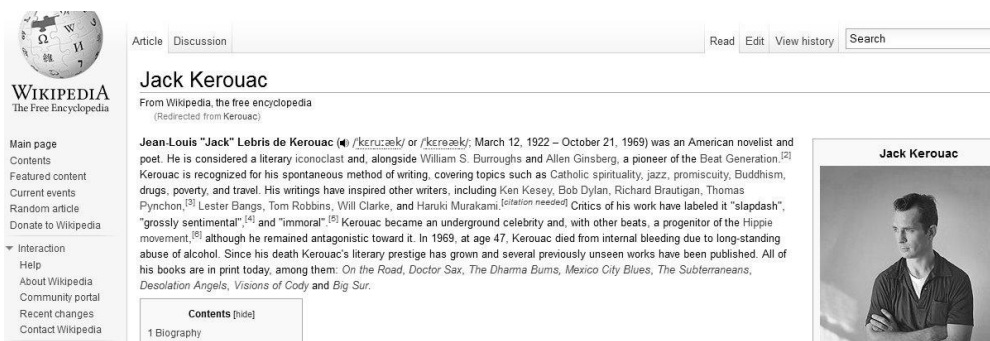 Article Discussion
Read Edit View history Search
WIKIPEDIA
The Free Encyclopedia
Main page
Contents
Featured content
Current events
Random article
Donate to Wikipedia
Interaction
Help
About Wikipedia
Community portal
Recent changes
Contact Wikipedia
Jack Kerouac
From Wikipedia, the free encyclopedia
(Redirected from Kerouac)
Jean-Louis "Jack" Lebris de Kerouac (/ˈkɛruːæk/ or /ˈkɛrɵæk/; March 12, 1922 – October 21, 1969) was an American novelist and
poet. He is considered a literary iconoclast and, alongside William S. Burroughs and Allen Ginsberg, a pioneer of the Beat Generation.[2]
Kerouac is recognized for his spontaneous method of writing, covering topics such as Catholic spirituality, jazz, promiscuity, Buddhism,
drugs, poverty, and travel. His writings have inspired other writers, including Ken Kesey, Bob Dylan, Richard Brautigan, Thomas
Pynchon,[3] Lester Bangs, Tom Robbins, Will Clarke, and Haruki Murakami.[citation needed] Critics of his work have labeled it "slapdash",
"grossly sentimental",[4] and "immoral".[5] Kerouac became an underground celebrity and, with other beats, a progenitor of the Hippie
movement,[6] although he remained antagonistic toward it. In 1969, at age 47, Kerouac died from internal bleeding due to long-standing
abuse of alcohol. Since his death Kerouac's literary prestige has grown and several previously unseen works have been published. All of
his books are in print today, among them: On the Road, Doctor Sax, The Dharma Bums, Mexico City Blues, The Subterraneans,
Desolation Angels, Visions of Cody and Big Sur.
Contents [hide]
1 Biography
Jack Kerouac